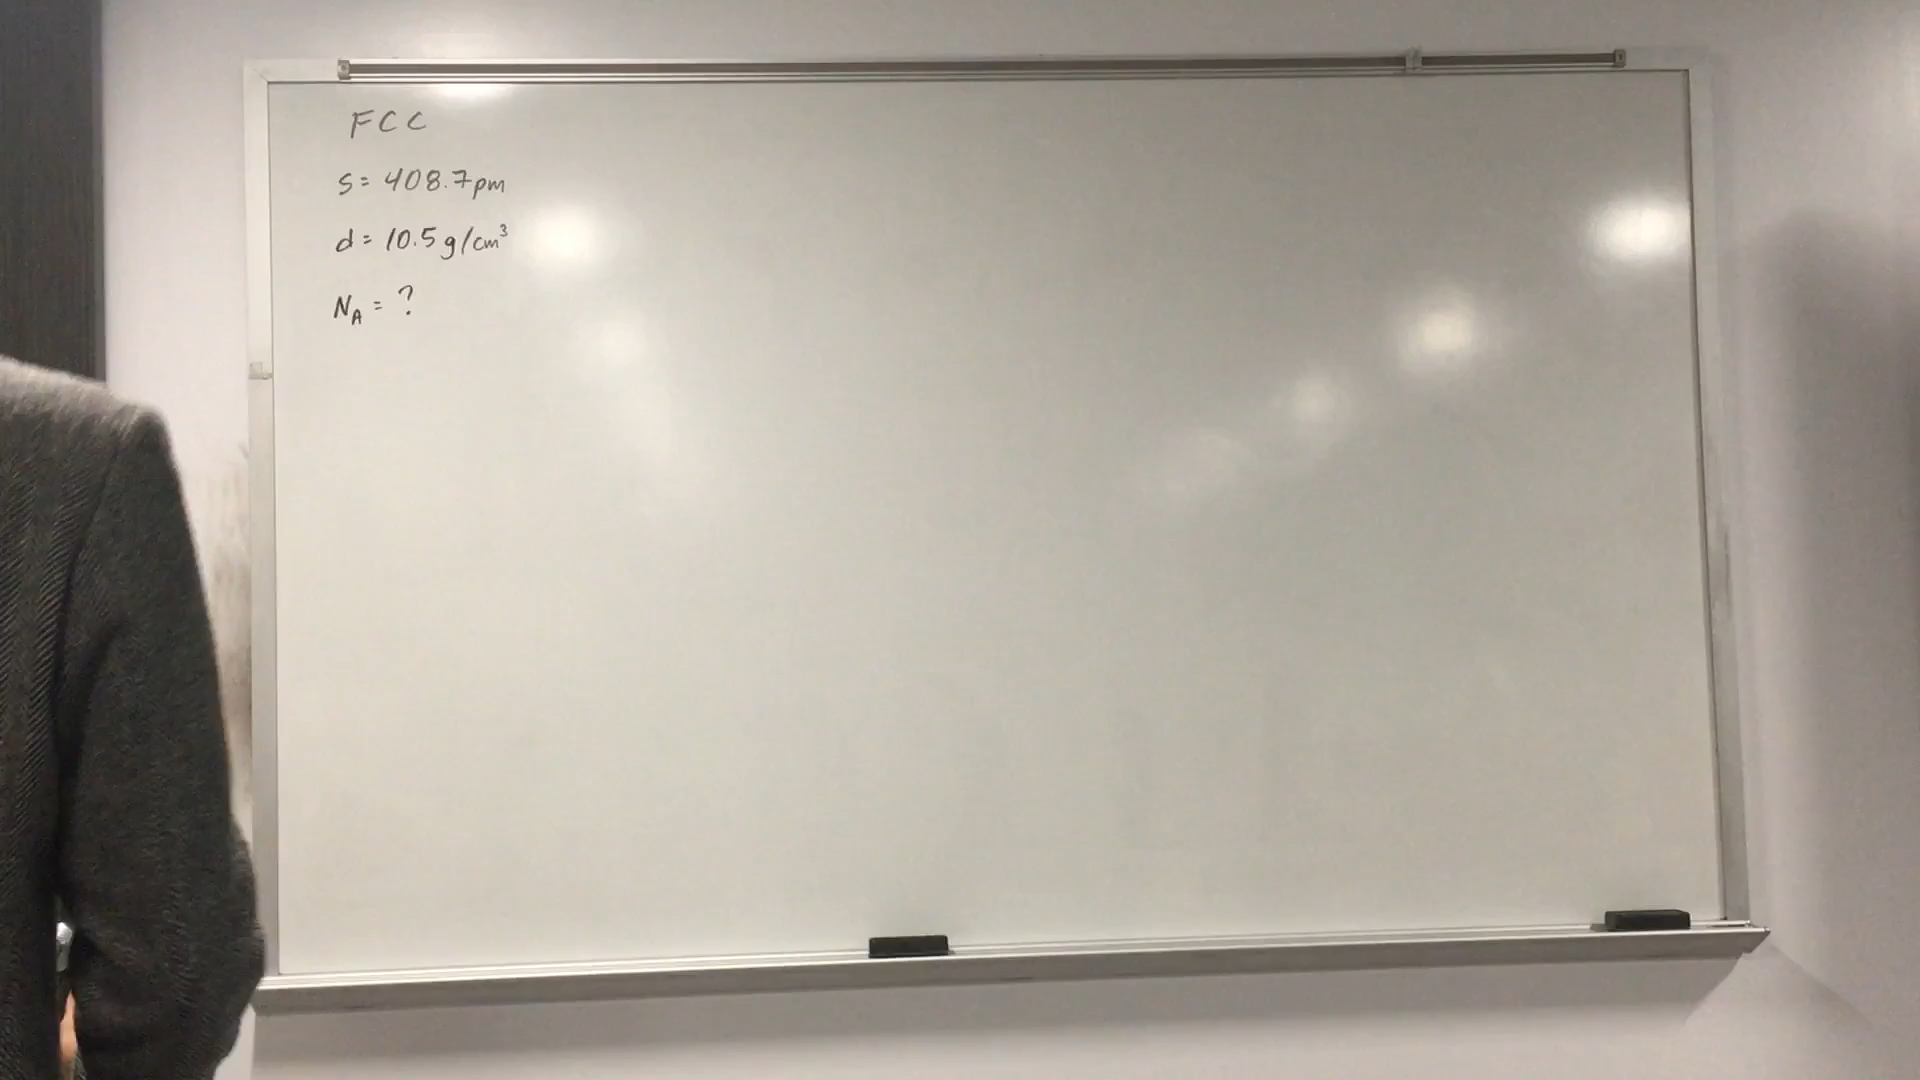 FCC
s = 408.7 pm
d = 10.5 g/cm³
N_A = ?